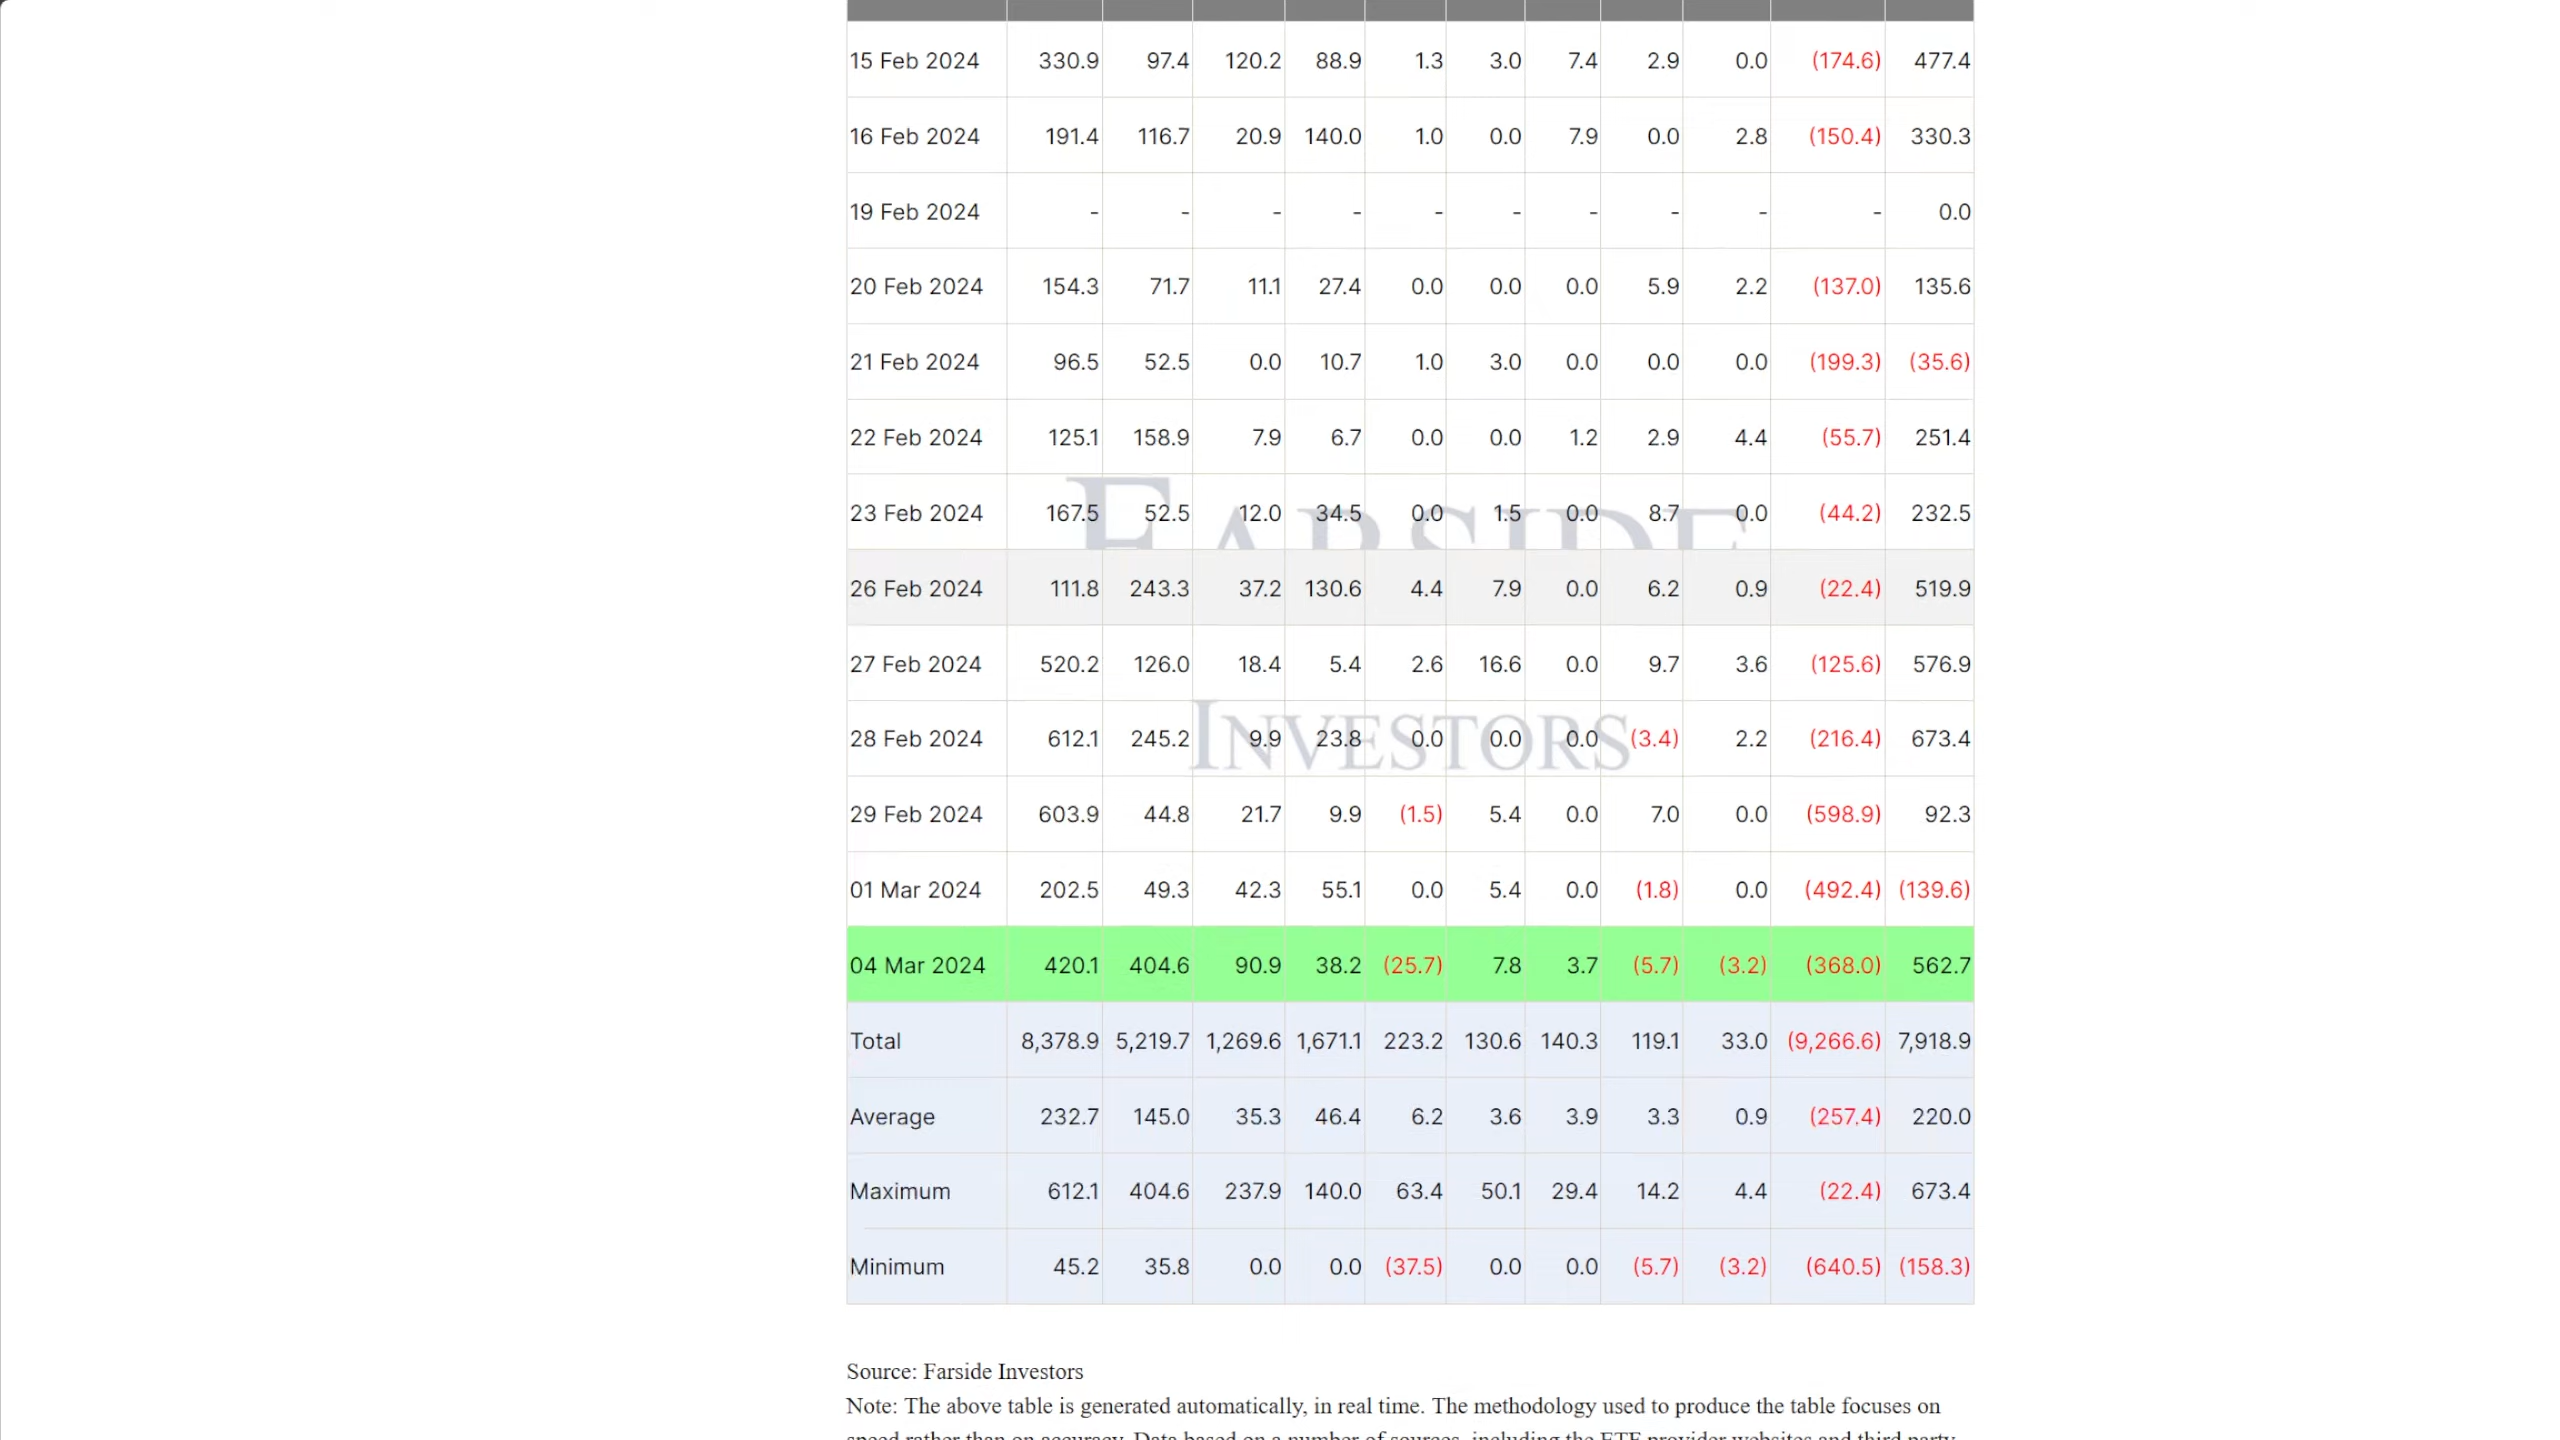 15 Feb 2024 330.9 97.4 120.2 88.9 1.3 3.0 7.4 2.9 0.0 (174.6) 477.4
16 Feb 2024 191.4 116.7 20.9 140.0 1.0 0.0 7.9 0.0 2.8 (150.4) 330.3
19 Feb 2024 - - - - - - - - - - 0.0
20 Feb 2024 154.3 71.7 11.1 27.4 0.0 0.0 0.0 5.9 2.2 (137.0) 135.6
21 Feb 2024 96.5 52.5 0.0 10.7 1.0 3.0 0.0 0.0 0.0 (199.3) (35.6)
22 Feb 2024 125.1 158.9 7.9 6.7 0.0 0.0 1.2 2.9 4.4 (55.7) 251.4
FARSIDE
23 Feb 2024 167.5 52.5 12.0 34.5 0.0 1.5 0.0 8.7 0.0 (44.2) 232.5
26 Feb 2024 111.8 243.3 37.2 130.6 4.4 7.9 0.0 6.2 0.9 (22.4) 519.9
27 Feb 2024 520.2 126.0 18.4 5.4 2.6 16.6 0.0 9.7 3.6 (125.6) 576.9
INVESTORS
28 Feb 2024 612.1 245.2 9.9 23.8 0.0 0.0 0.0 (3.4) 2.2 (216.4) 673.4
29 Feb 2024 603.9 44.8 21.7 9.9 (1.5) 5.4 0.0 7.0 0.0 (598.9) 92.3
01 Mar 2024 202.5 49.3 42.3 55.1 0.0 5.4 0.0 (1.8) 0.0 (492.4) (139.6)
04 Mar 2024 420.1 404.6 90.9 38.2 (25.7) 7.8 3.7 (5.7) (3.2) (368.0) 562.7
Total 8,378.9 5,219.7 1,269.6 1,671.1 223.2 130.6 140.3 119.1 33.0 (9,266.6) 7,918.9
Average 232.7 145.0 35.3 46.4 6.2 3.6 3.9 3.3 0.9 (257.4) 220.0
Maximum 612.1 404.6 237.9 140.0 63.4 50.1 29.4 14.2 4.4 (22.4) 673.4
Minimum 45.2 35.8 0.0 0.0 (37.5) 0.0 0.0 (5.7) (3.2) (640.5) (158.3)
Source: Farside Investors
Note: The above table is generated automatically, in real time. The methodology used to produce the table focuses on
speed rather than on accuracy. Data based on a number of sources, including the ETF provider websites and third party